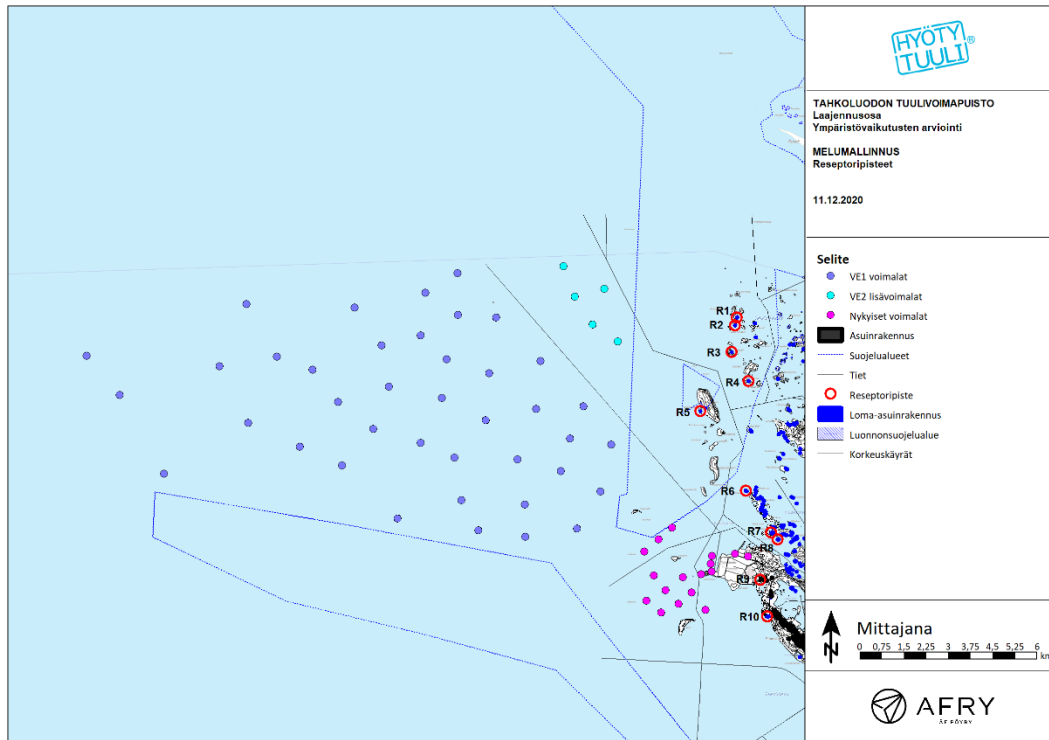 HYÖTY
TUULI ®
TAHKOLUODON TUULIVOIMAPUISTO
Laajennusosa
Ympäristövaikutusten arviointi
MELUMALLINNUS
Reseptoripisteet
11.12.2020
Selite
VE1 voimalat
VE2 lisävoimalat
Nykyiset voimalat
Asuinrakennus
Suojelualueet
Tiet
Reseptoripiste
Loma-asuinrakennus
Luonnonsuojelualue
Korkeuskäyrät
R1
R2
R3
R4
R5
R6
R7
R8
R9
R10
N
Mittajana
0 0,75 1,5 2,25 3 3,75 4,5 5,25 6
km
AFRY
ÅF PÖYRY